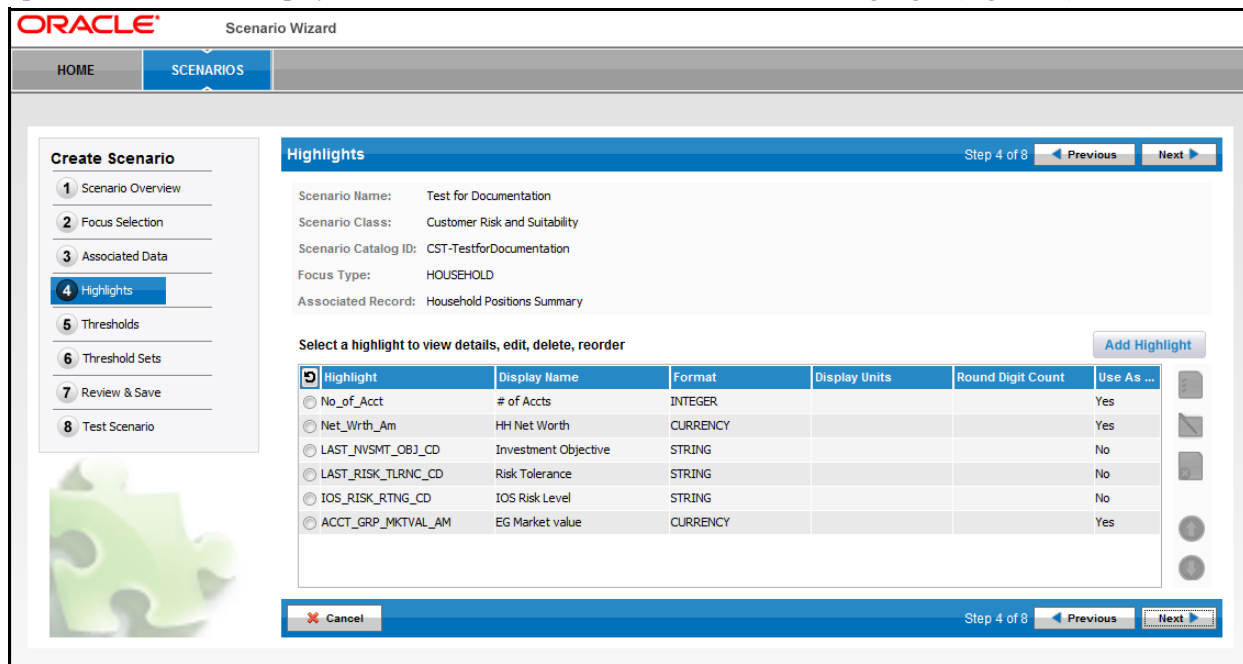 ORACLE Scenario Wizard
HOME SCENARIOS
Create Scenario
1 Scenario Overview
2 Focus Selection
3 Associated Data
4 Highlights
5 Thresholds
6 Threshold Sets
7 Review & Save
8 Test Scenario
Highlights Step 4 of 8 Previous Next
Scenario Name: Test for Documentation
Scenario Class: Customer Risk and Suitability
Scenario Catalog ID: CST-TestforDocumentation
Focus Type: HOUSEHOLD
Associated Record: Household Positions Summary
Select a highlight to view details, edit, delete, reorder Add Highlight
Highlight Display Name Format Display Units Round Digit Count Use As ...
No_of_Acct # of Accts INTEGER Yes
Net_Wrth_Am HH Net Worth CURRENCY Yes
LAST_NVSMT_OBJ_CD Investment Objective STRING No
LAST_RISK_TLRNC_CD Risk Tolerance STRING No
IOS_RISK_RTNG_CD IOS Risk Level STRING No
ACCT_GRP_MKTVAL_AM EG Market value CURRENCY Yes
Cancel Step 4 of 8 Previous Next